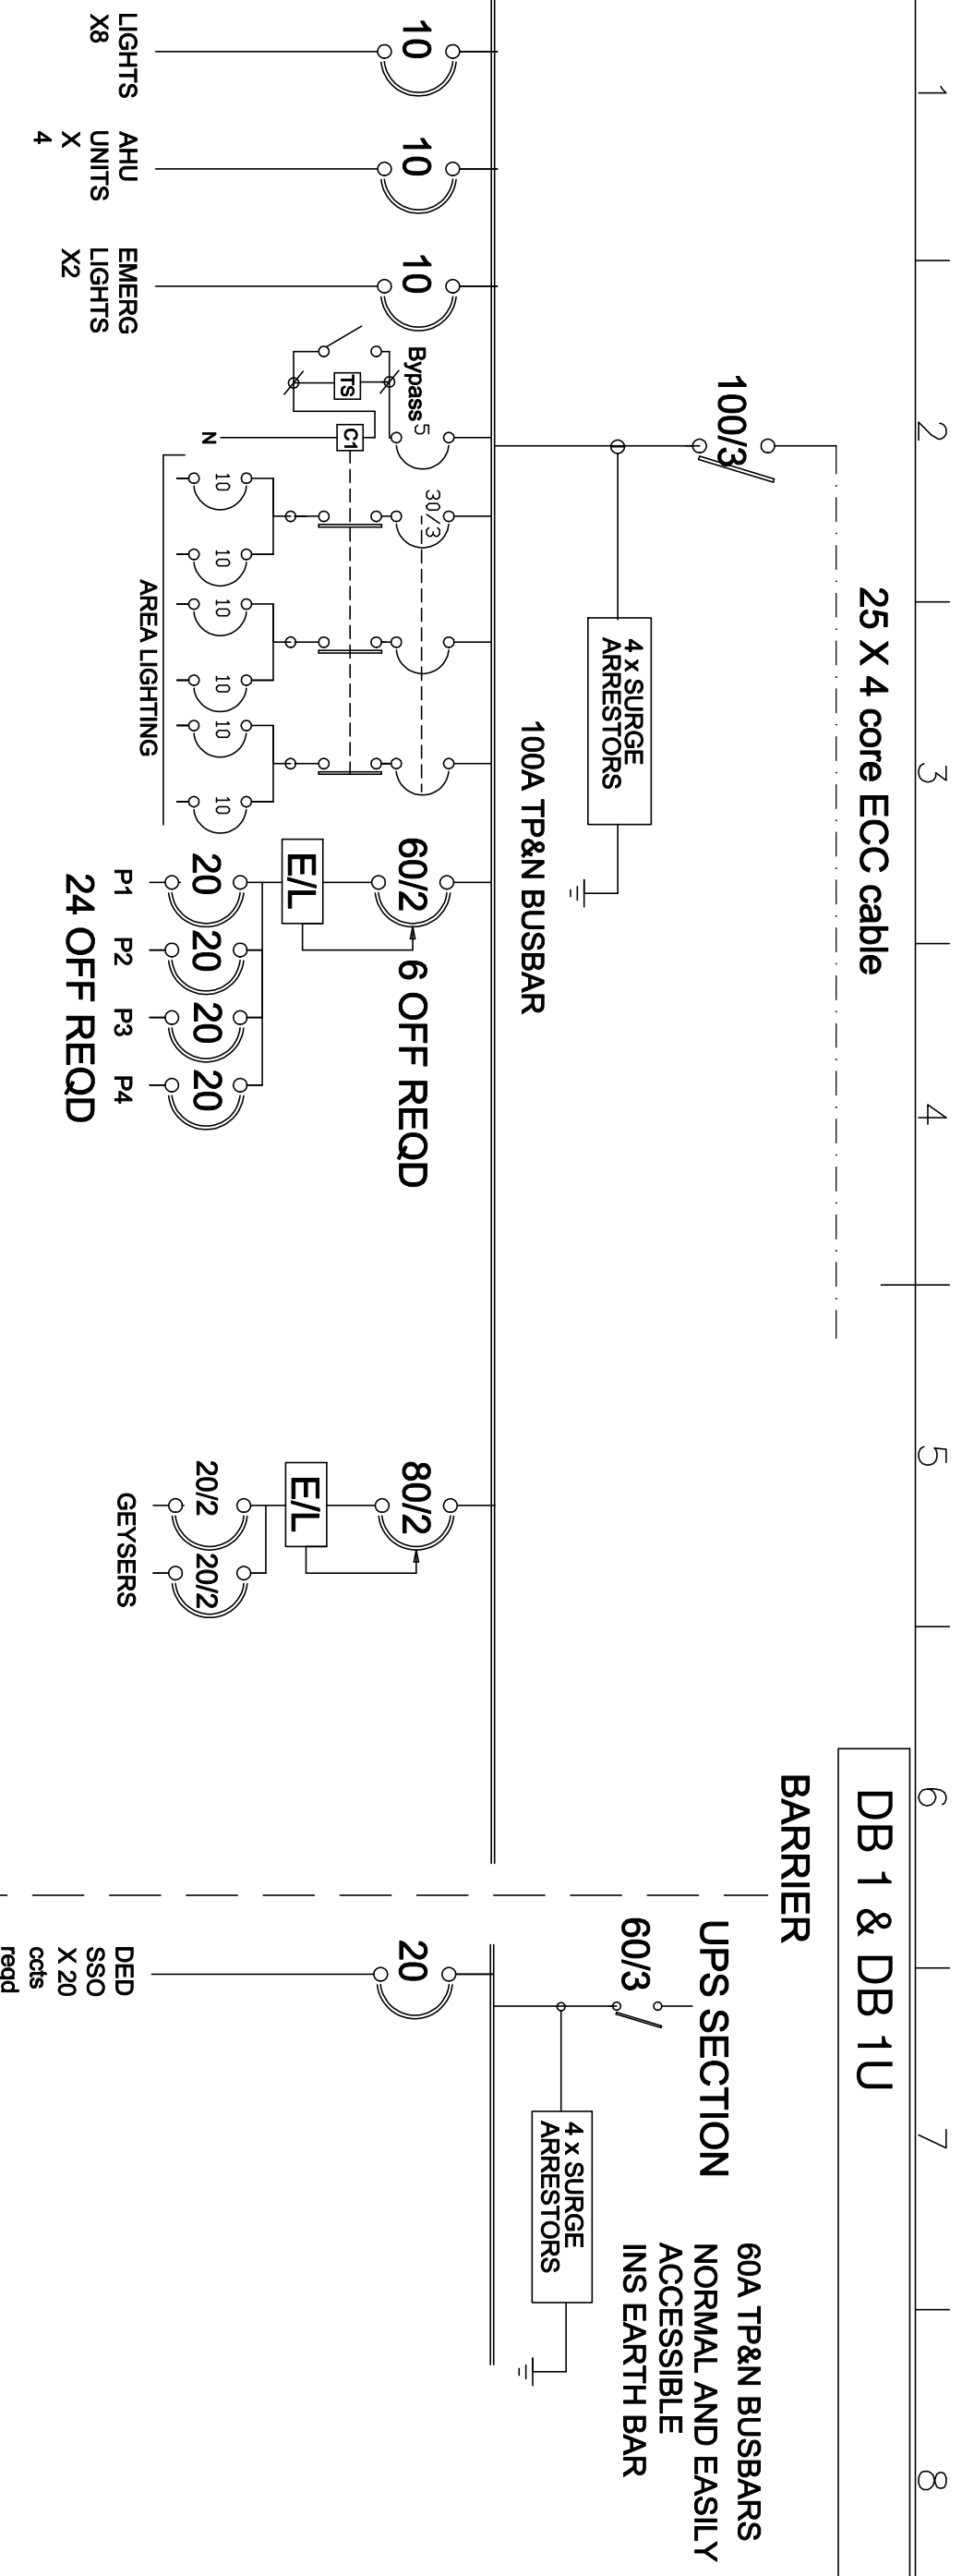 1
2
3
4
5
6
7
8
DB 1 & DB 1U
25 X 4 core ECC cable
BARRIER
100/3
UPS SECTION
60A TP&N BUSBARS
NORMAL AND EASILY
ACCESSIBLE
INS EARTH BAR
60/3
4 x SURGE
ARRESTORS
4 x SURGE
ARRESTORS
100A TP&N BUSBAR
10
10
10
Bypass
5
30/3
60/2
6 OFF REQD
80/2
20
TS
C1
N
E/L
E/L
10
10
10
10
10
10
20
20
20
20
20/2
20/2
AREA LIGHTING
LIGHTS
X8
AHU
UNITS
X
4
EMERG
LIGHTS
X2
P1
P2
P3
P4
24 OFF REQD
GEYSERS
DED
SSO
X 20
ccts
reqd